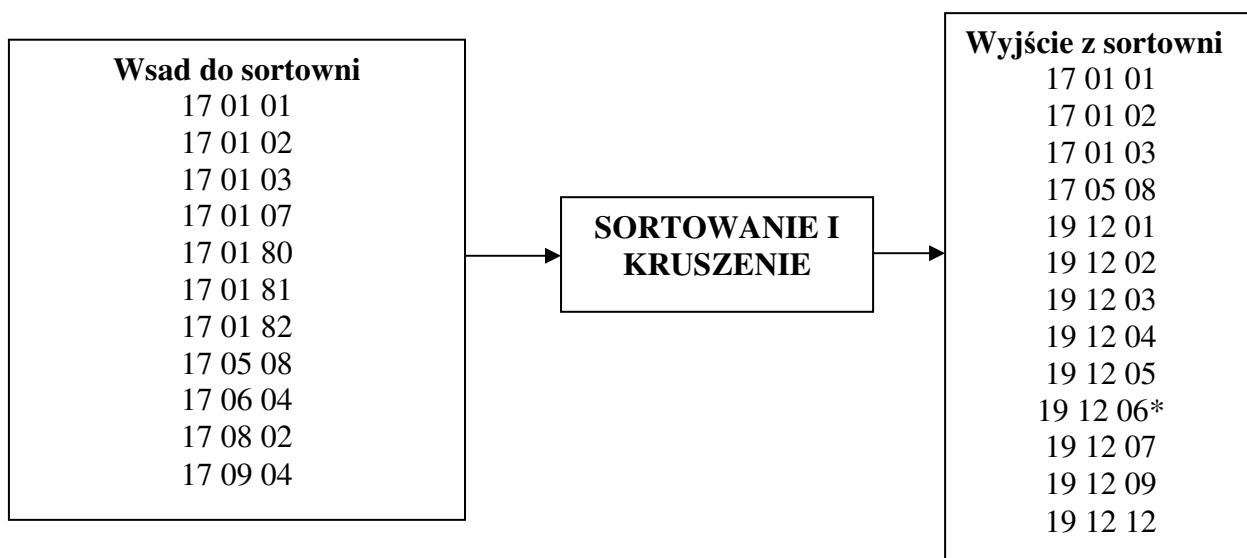 Wsad do sortowni
17 01 01
17 01 02
17 01 03
17 01 07
17 01 80
17 01 81
17 01 82
17 05 08
17 06 04
17 08 02
17 09 04
SORTOWANIE I
KRUSZENIE
Wyjście z sortowni
17 01 01
17 01 02
17 01 03
17 05 08
19 12 01
19 12 02
19 12 03
19 12 04
19 12 05
19 12 06*
19 12 07
19 12 09
19 12 12